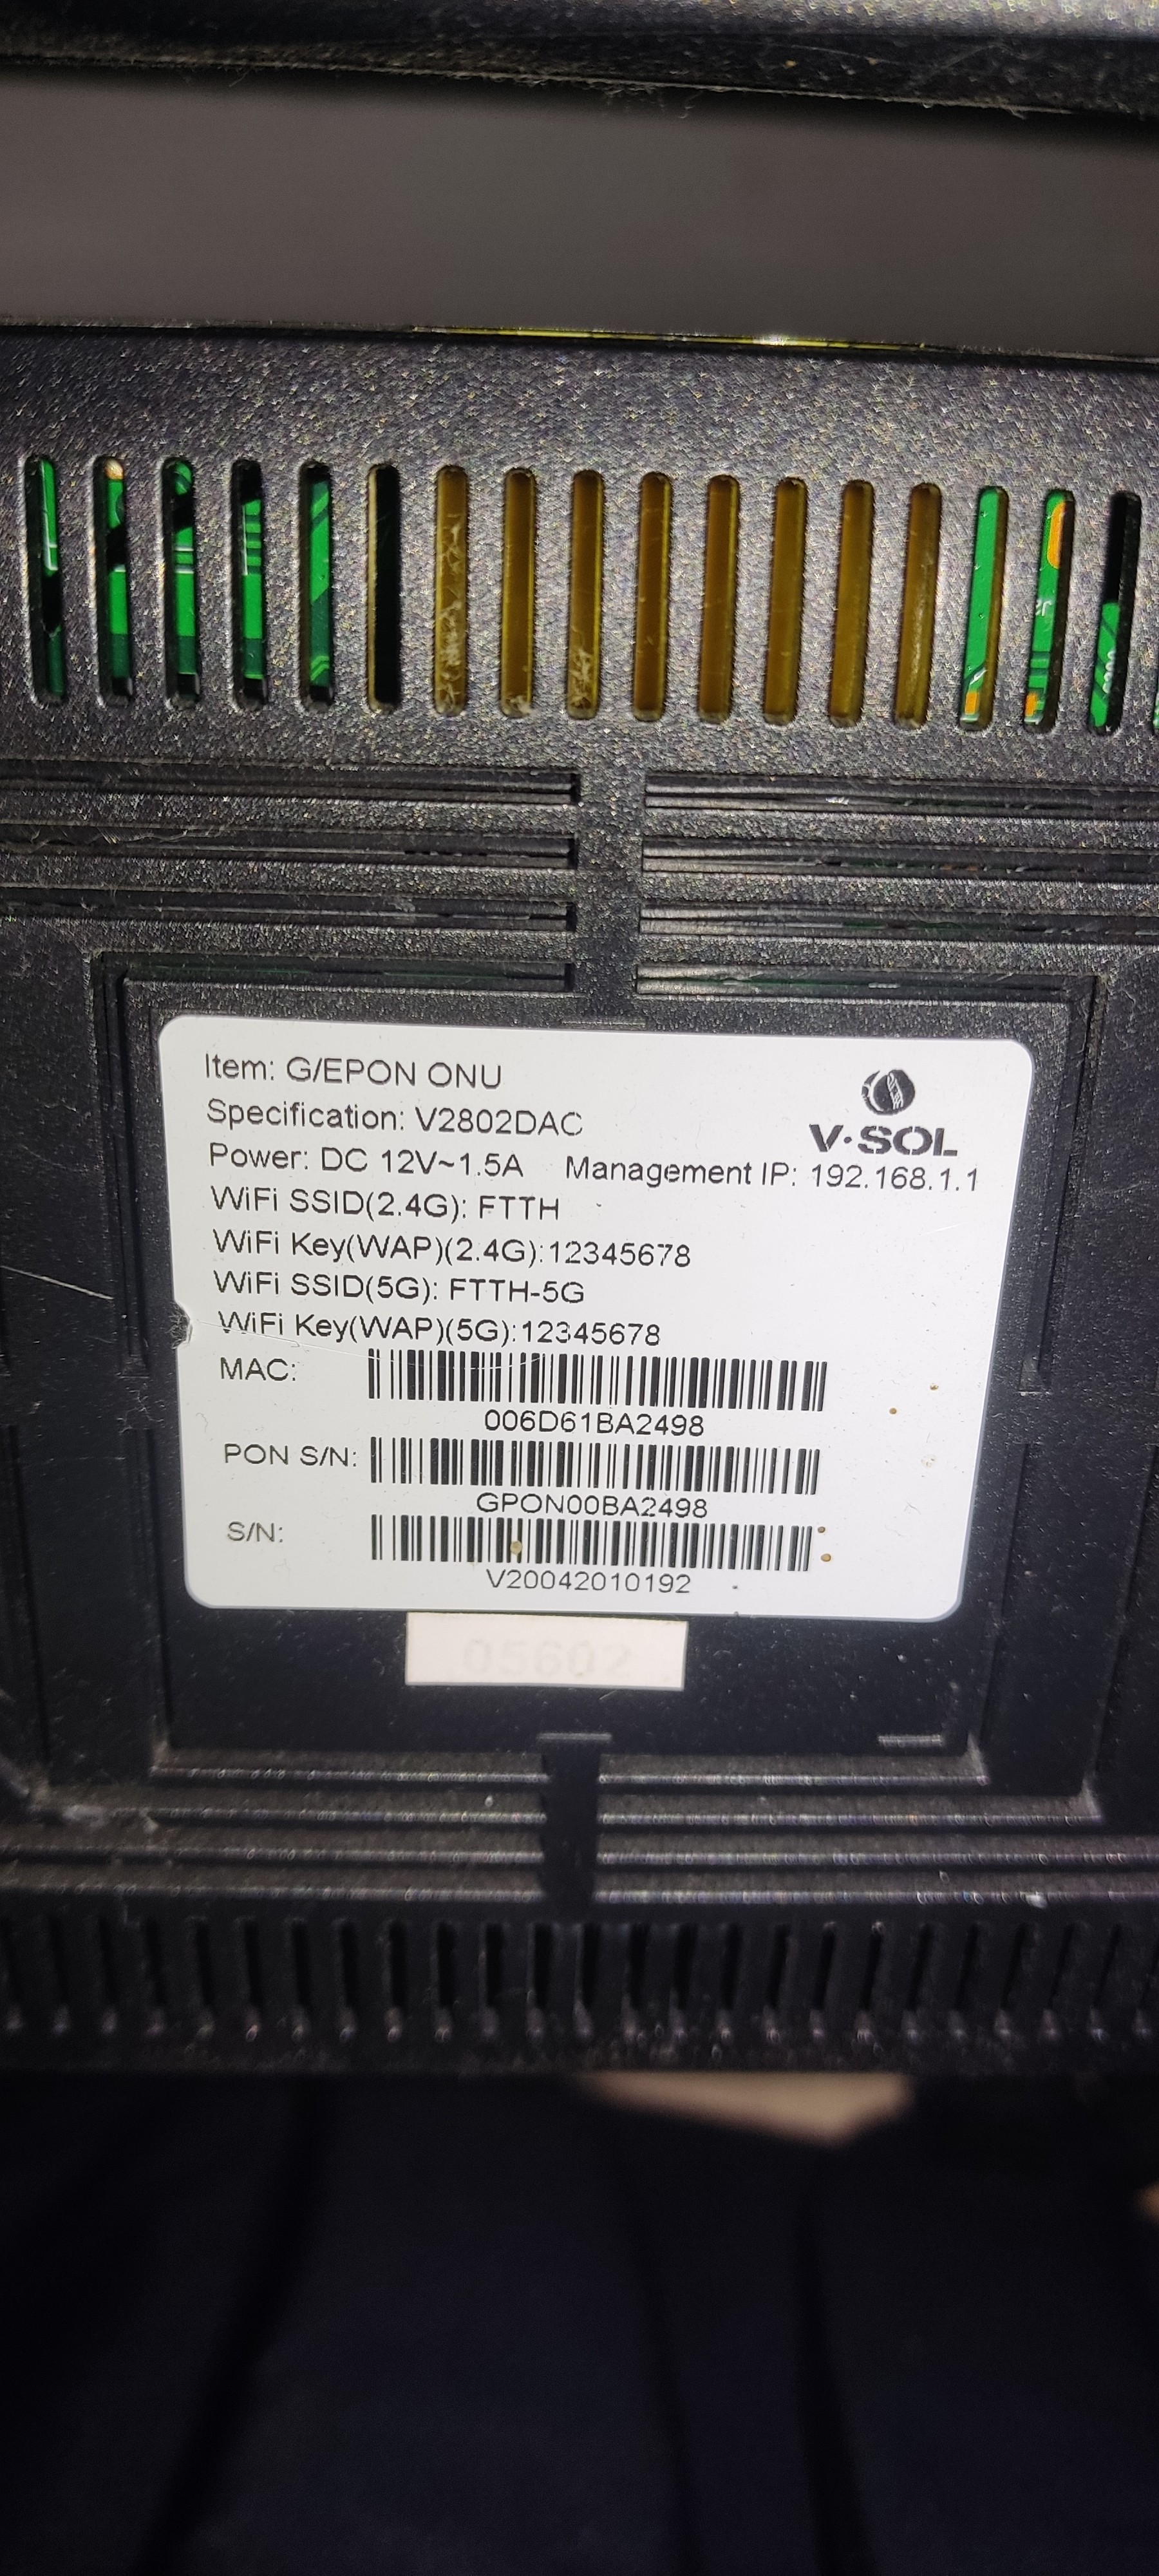 Item: G/EPON ONU
Specification: V2802DAC
V·SOL
Power: DC 12V~1.5A Management IP: 192.168.1.1
WiFi SSID(2.4G): FTTH
WiFi Key(WAP)(2.4G):12345678
WiFi SSID(5G): FTTH-5G
WiFi Key(WAP)(5G):12345678
MAC:
006D61BA2498
PON S/N:
GPON00BA2498
S/N:
V20042010192
05602